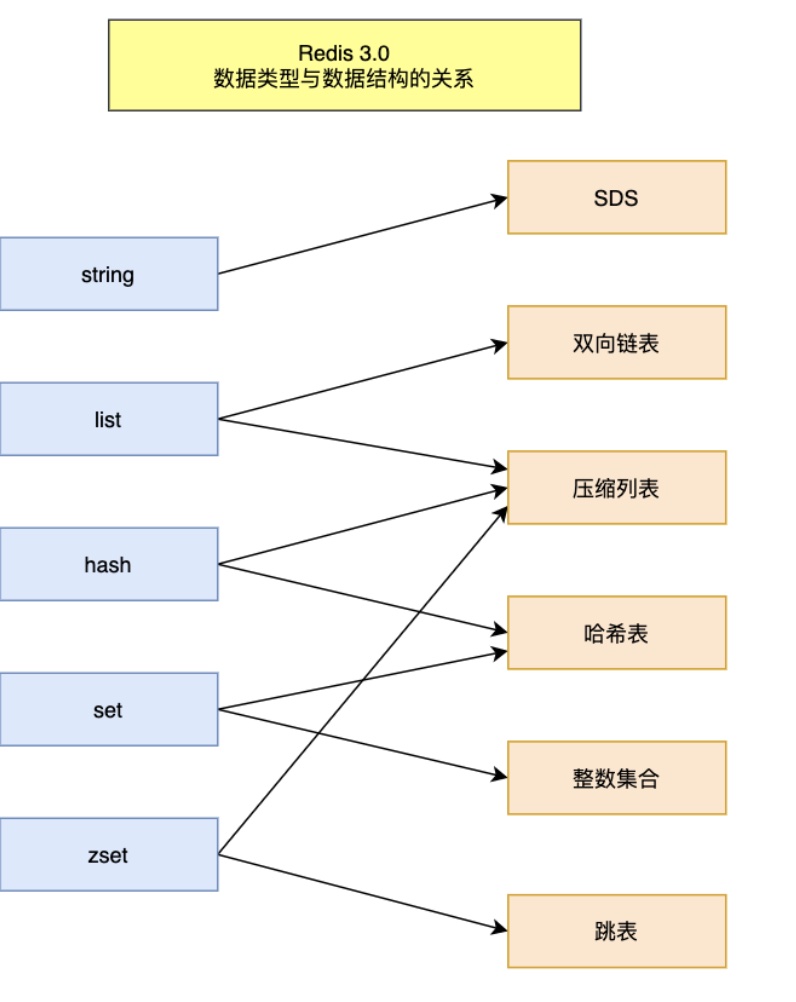 Redis 3.0
数据类型与数据结构的关系
SDS
string
双向链表
list
压缩列表
hash
哈希表
set
整数集合
zset
跳表